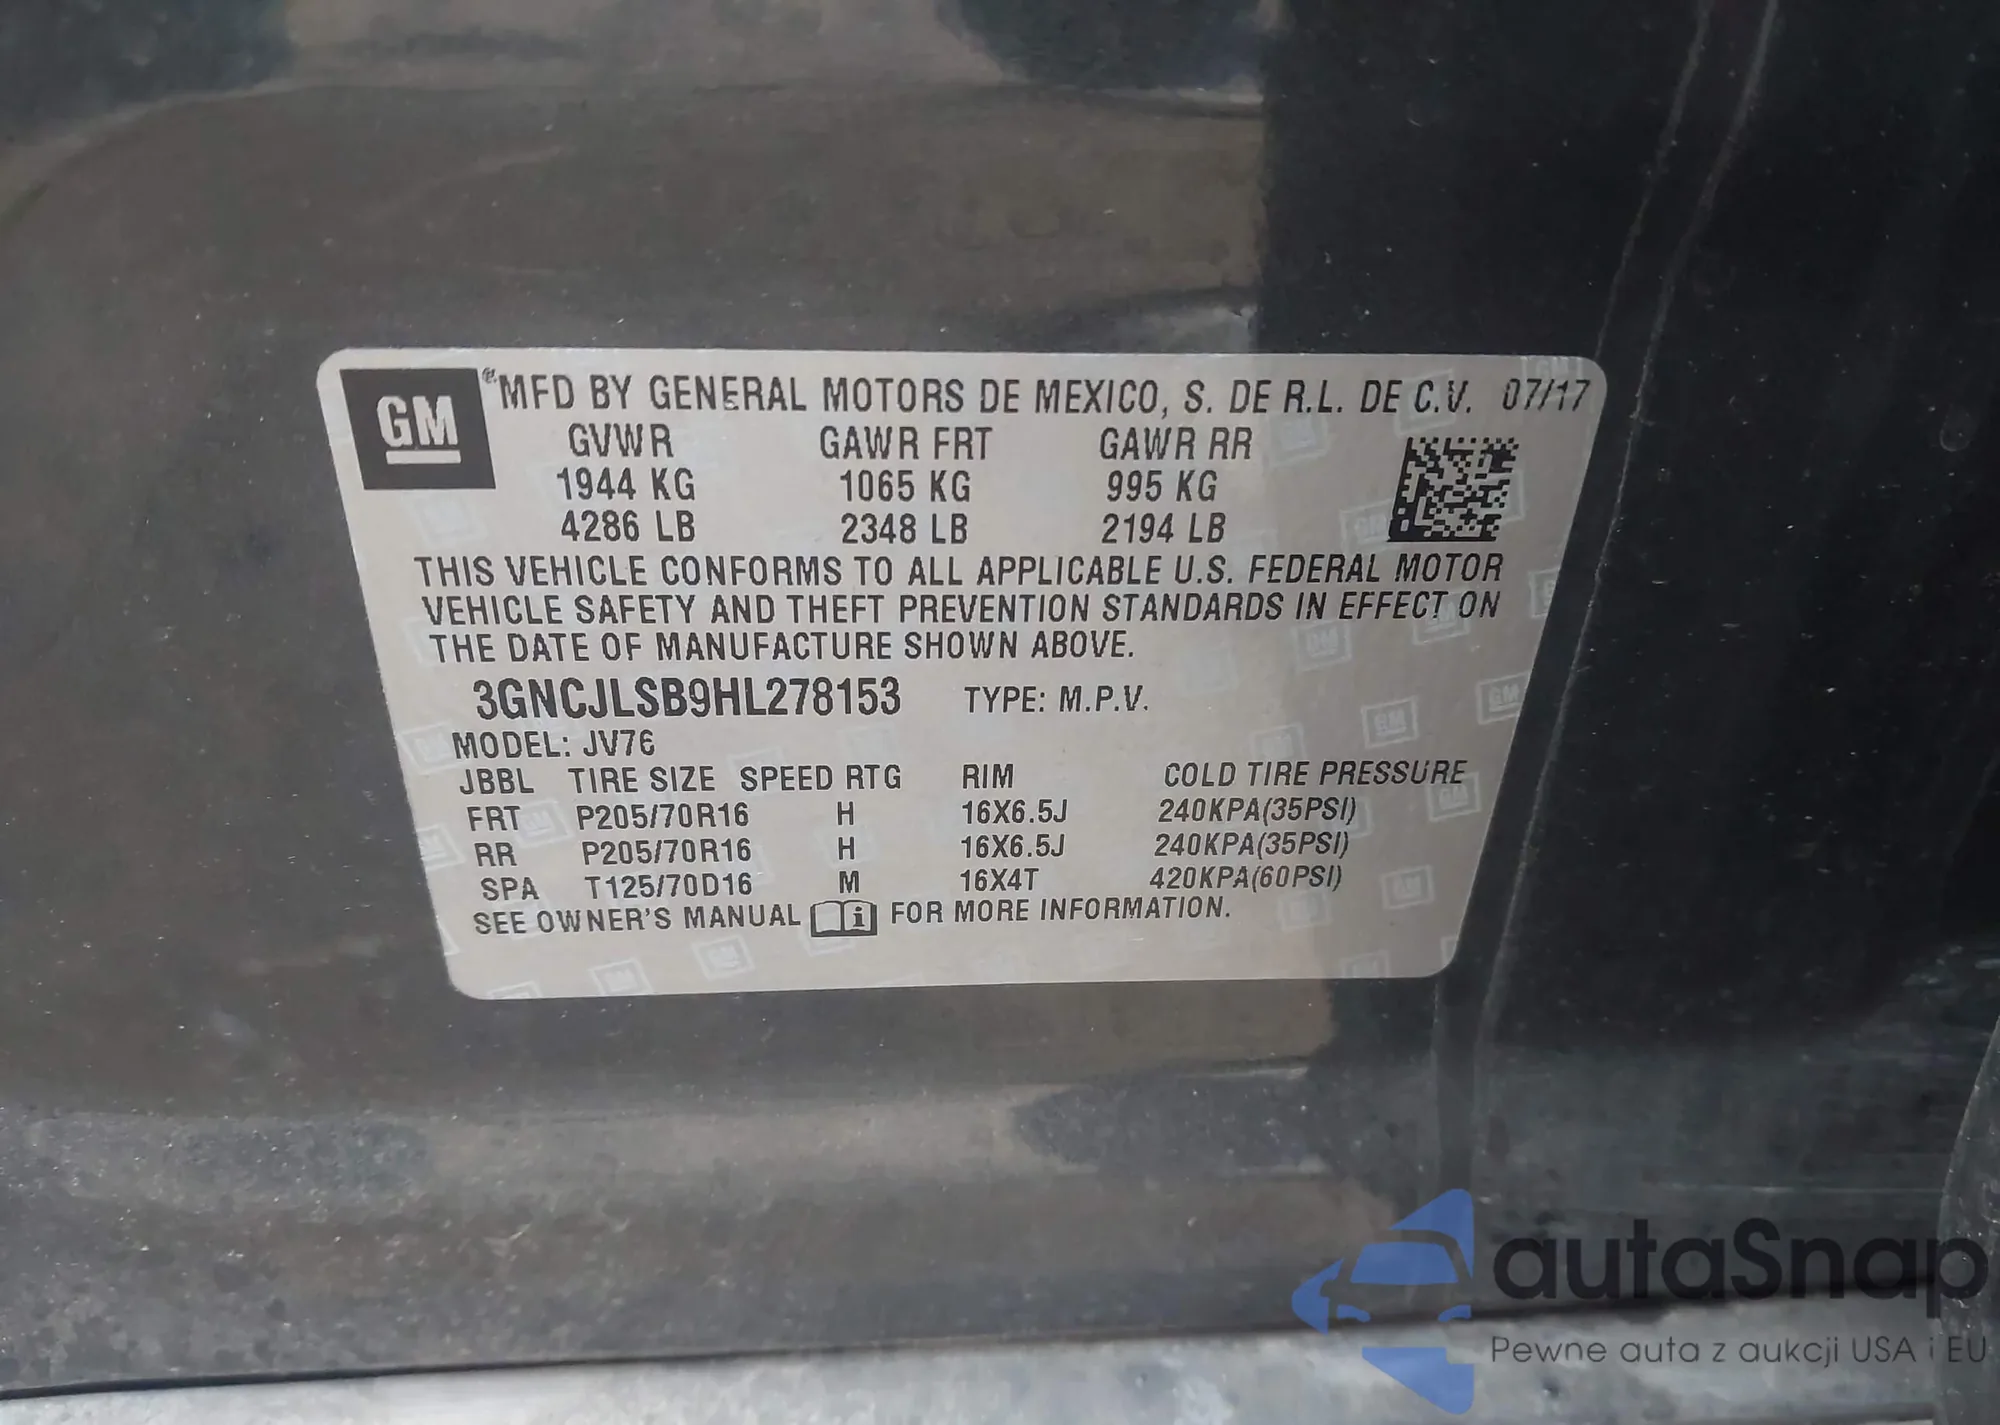 GM
MFD BY GENERAL MOTORS DE MEXICO, S. DE R.L. DE C.V. 07/17
GVWR GAWR FRT GAWR RR
1944 KG 1065 KG 995 KG
4286 LB 2348 LB 2194 LB
THIS VEHICLE CONFORMS TO ALL APPLICABLE U.S. FEDERAL MOTOR
VEHICLE SAFETY AND THEFT PREVENTION STANDARDS IN EFFECT ON
THE DATE OF MANUFACTURE SHOWN ABOVE.
3GNCJLSB9HL278153 TYPE: M.P.V.
MODEL: JV76
JBBL TIRE SIZE SPEED RTG RIM COLD TIRE PRESSURE
FRT P205/70R16 H 16X6.5J 240KPA(35PSI)
RR P205/70R16 H 16X6.5J 240KPA(35PSI)
SPA T125/70D16 M 16X4T 420KPA(60PSI)
SEE OWNER'S MANUAL i FOR MORE INFORMATION.
autaSnap
Pewne auta z aukcji USA i EU